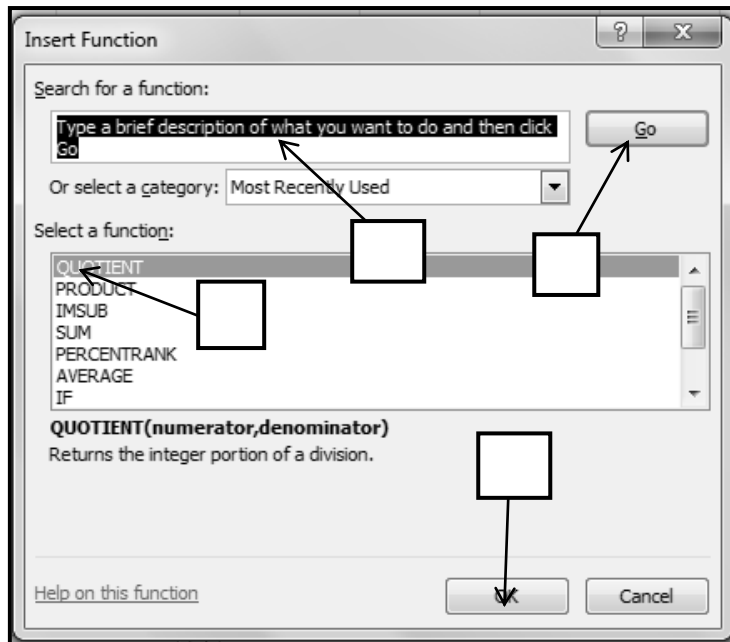 Insert Function
Search for a function:
Type a brief description of what you want to do and then click
Go
Go
Or select a category: Most Recently Used
Select a function:
QUOTIENT
PRODUCT
IMSUB
SUM
PERCENTRANK
AVERAGE
IF
QUOTIENT(numerator,denominator)
Returns the integer portion of a division.
Help on this function
OK
Cancel